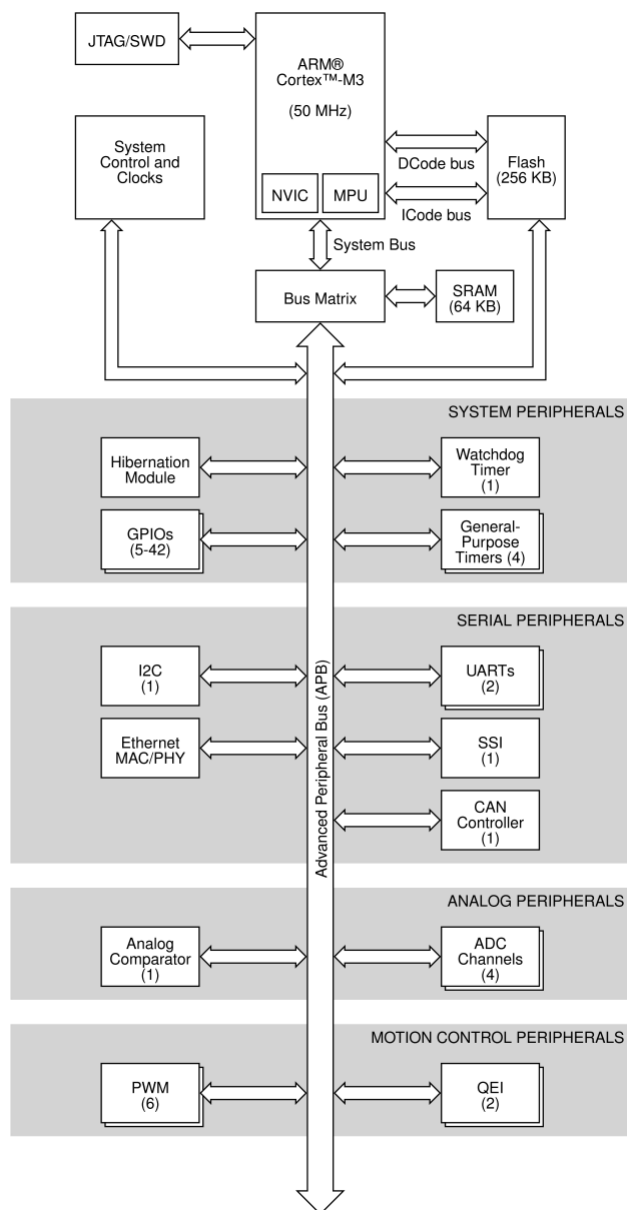 JTAG/SWD
ARM®
Cortex™-M3
(50 MHz)
NVIC
MPU
System
Control and
Clocks
DCode bus
ICode bus
Flash
(256 KB)
System Bus
Bus Matrix
SRAM
(64 KB)
Advanced Peripheral Bus (APB)
SYSTEM PERIPHERALS
Hibernation
Module
Watchdog
Timer
(1)
GPIOs
(5-42)
General-
Purpose
Timers (4)
SERIAL PERIPHERALS
I2C
(1)
UARTs
(2)
Ethernet
MAC/PHY
SSI
(1)
CAN
Controller
(1)
ANALOG PERIPHERALS
Analog
Comparator
(1)
ADC
Channels
(4)
MOTION CONTROL PERIPHERALS
PWM
(6)
QEI
(2)